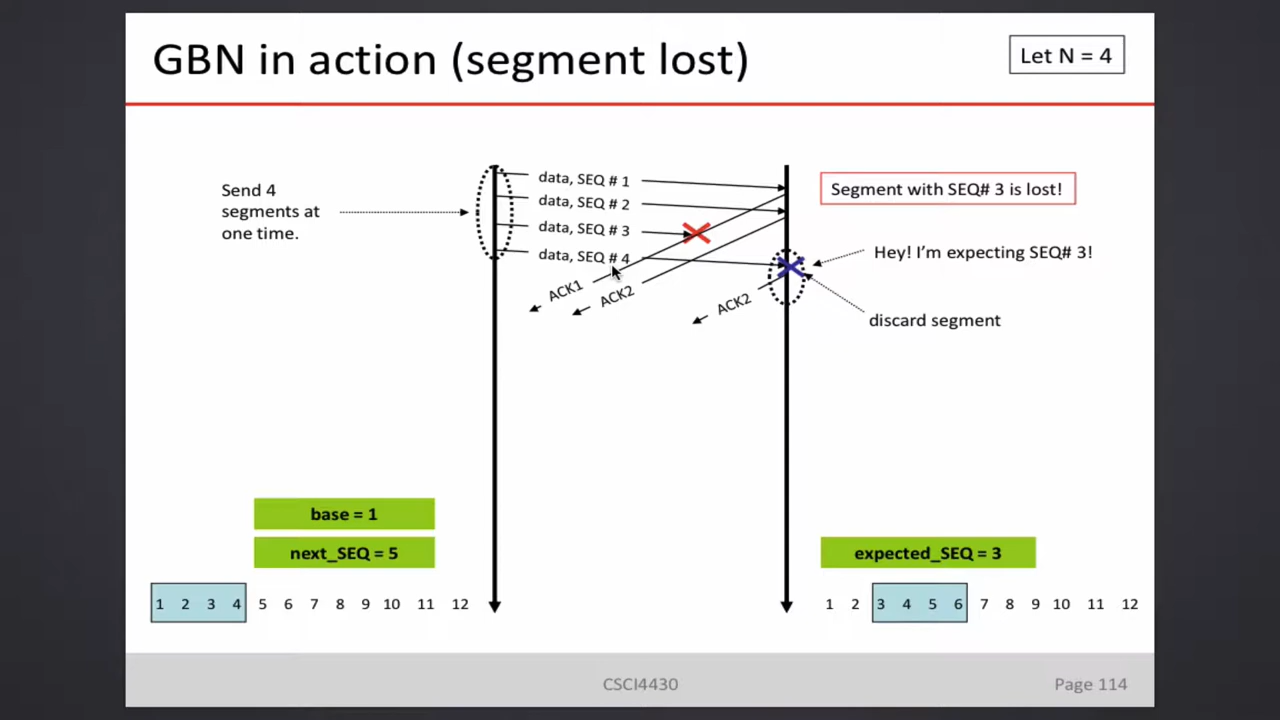 GBN in action (segment lost)
Let N = 4
Send 4
segments at
one time.
data, SEQ # 1
data, SEQ # 2
data, SEQ # 3
data, SEQ # 4
ACK1
ACK2
ACK2
Segment with SEQ# 3 is lost!
Hey! I'm expecting SEQ# 3!
discard segment
base = 1
next_SEQ = 5
expected_SEQ = 3
1 2 3 4 5 6 7 8 9 10 11 12
1 2 3 4 5 6 7 8 9 10 11 12
CSCI4430
Page 114